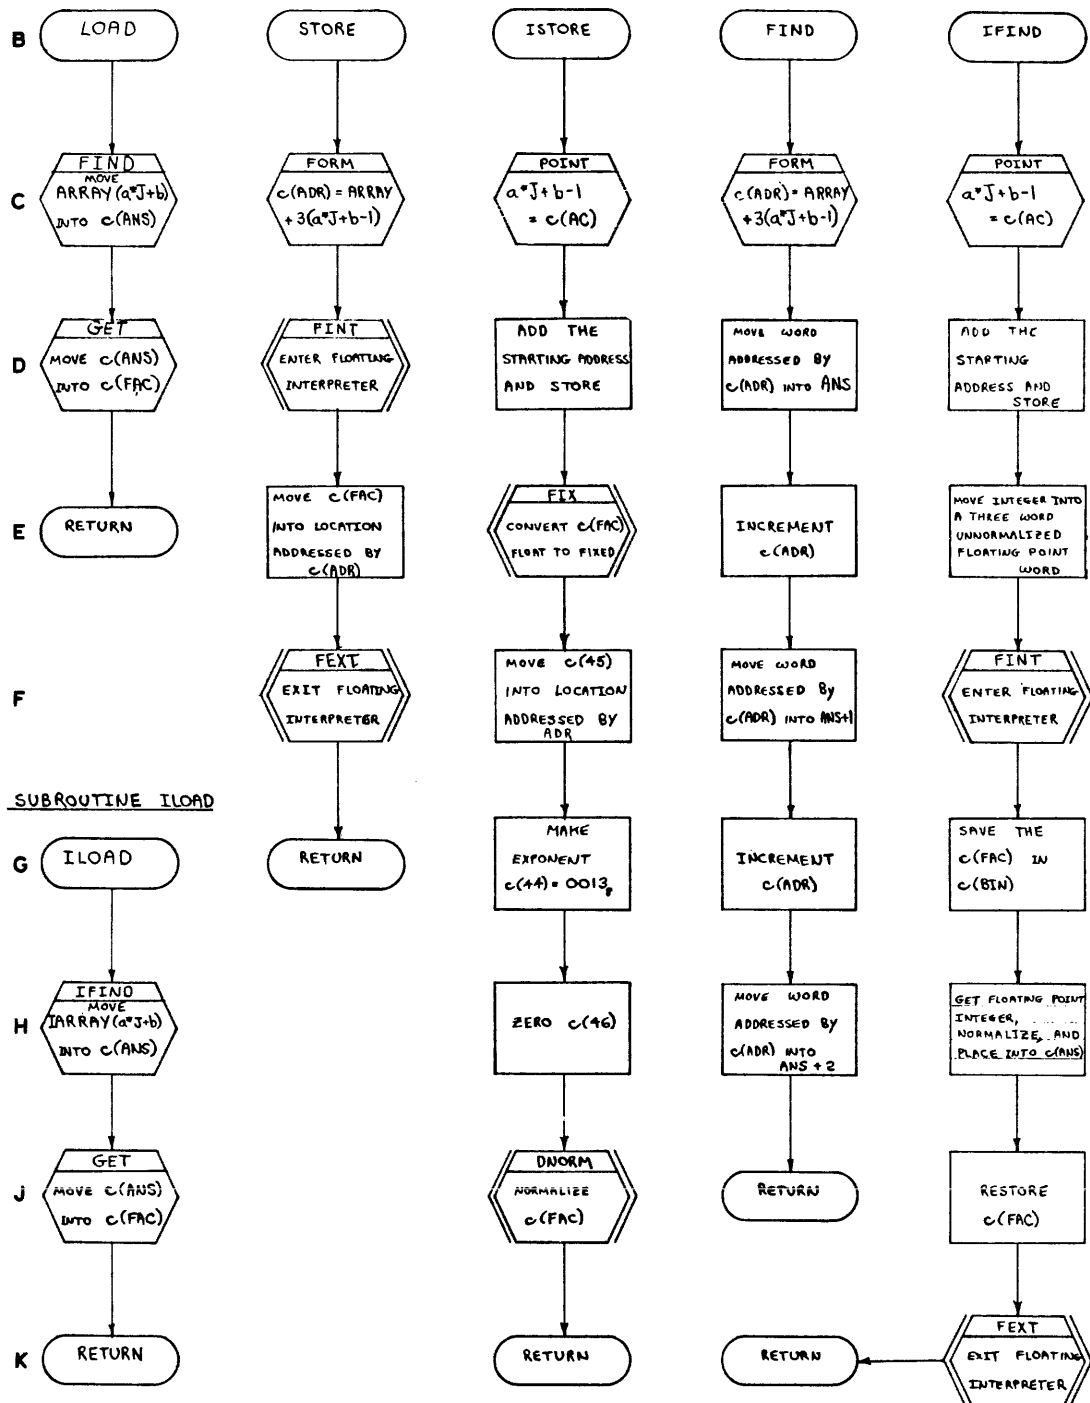 B
LOAD
FIND
MOVE
ARRAY(a*J+b)
INTO c(ANS)
C
GET
MOVE c(ANS)
INTO c(FAC)
D
RETURN
E
F
SUBROUTINE ILOAD
ILOAD
G
IFIND
MOVE
IARRAY(a*J+b)
INTO c(ANS)
H
GET
MOVE c(ANS)
INTO c(FAC)
J
RETURN
K
STORE
FORM
c(ADR) = ARRAY
+3(a*J+b-1)
FINT
ENTER FLOATING
INTERPRETER
MOVE c(FAC)
INTO LOCATION
ADDRESSED BY
c(ADR)
FEXT
EXIT FLOATING
INTERPRETER
RETURN
ISTORE
POINT
a*J+b-1
= c(AC)
ADD THE
STARTING ADDRESS
AND STORE
FIX
CONVERT c(FAC)
FLOAT TO FIXED
MOVE c(45)
INTO LOCATION
ADDRESSED BY
ADR
MAKE
EXPONENT
c(44) = 0013₈
ZERO c(46)
DNORM
NORMALIZE
c(FAC)
RETURN
FIND
FORM
c(ADR) = ARRAY
+3(a*J+b-1)
MOVE WORD
ADDRESSED BY
c(ADR) INTO ANS
INCREMENT
c(ADR)
MOVE WORD
ADDRESSED BY
c(ADR) INTO ANS+1
INCREMENT
c(ADR)
MOVE WORD
ADDRESSED BY
c(ADR) INTO
ANS + 2
RETURN
IFIND
POINT
a*J+b-1
= c(AC)
ADD THE
STARTING
ADDRESS AND
STORE
MOVE INTEGER INTO
A THREE WORD
UNNORMALIZED
FLOATING POINT
WORD
FINT
ENTER FLOATING
INTERPRETER
SAVE THE
c(FAC) IN
c(BIN)
GET FLOATING POINT
INTEGER,
NORMALIZE, AND
PLACE INTO c(ANS)
RESTORE
c(FAC)
FEXT
EXIT FLOATING
INTERPRETER
RETURN